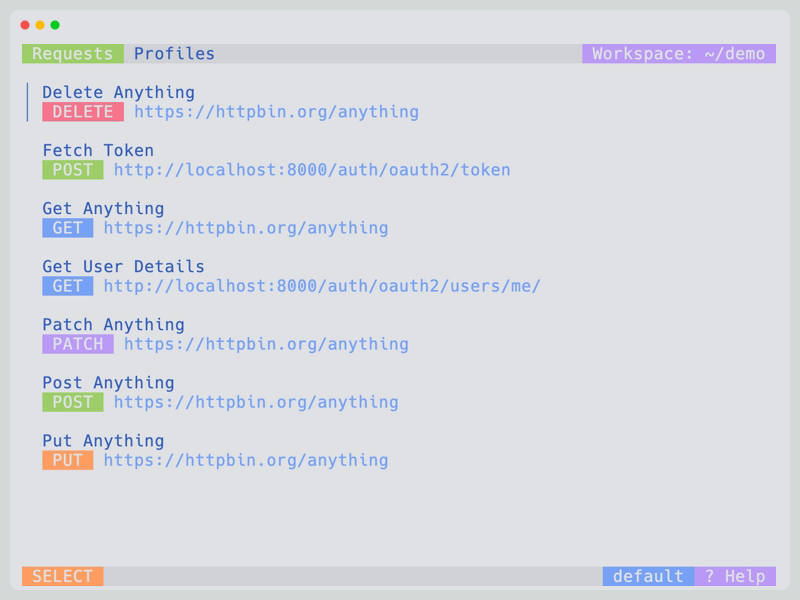 Requests Profiles Workspace: ~/demo
Delete Anything
DELETE https://httpbin.org/anything
Fetch Token
POST http://localhost:8000/auth/oauth2/token
Get Anything
GET https://httpbin.org/anything
Get User Details
GET http://localhost:8000/auth/oauth2/users/me/
Patch Anything
PATCH https://httpbin.org/anything
Post Anything
POST https://httpbin.org/anything
Put Anything
PUT https://httpbin.org/anything
SELECT default ? Help